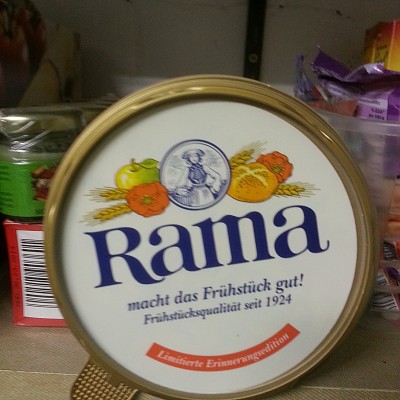 Rama
macht das Frühstück gut!
Frühstücksqualität seit 1924
Limitierte Erinnerungsedition